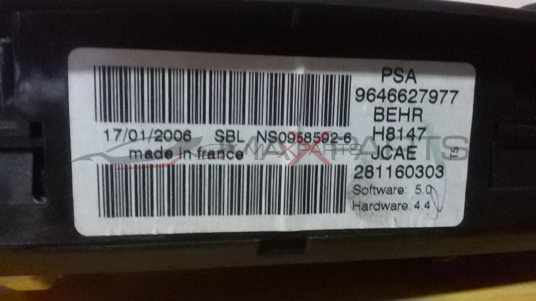 PSA
9646627977
BEHR
H8147
JCAE TS
281160303
Software: 5.0
Hardware: 4.4
17/01/2006 SBL NS0958592-6
made in france